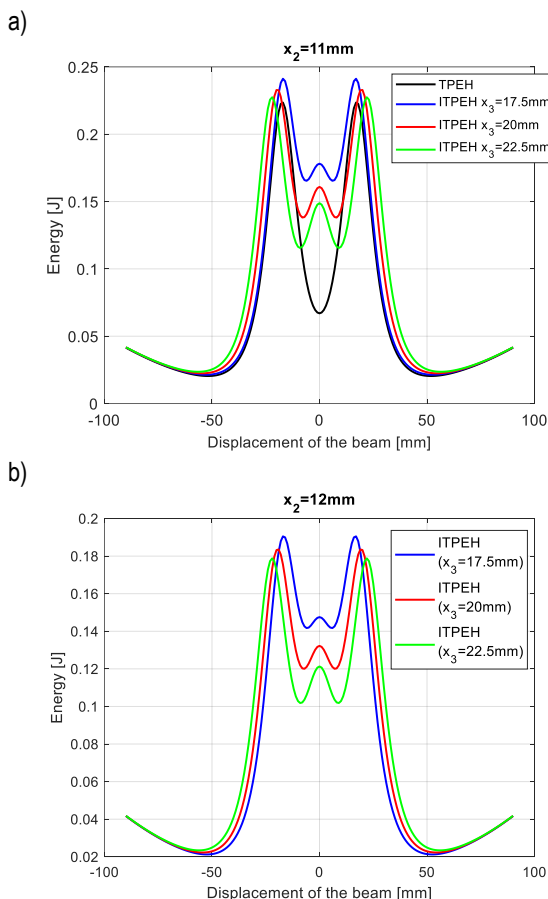 a)
x2=11mm
0.25
0.2
0.15
0.1
0.05
0
Energy [J]
TPEH
ITPEH x3=17.5mm
ITPEH x3=20mm
ITPEH x3=22.5mm
-100 -50 0 50 100
Displacement of the beam [mm]
b)
x2=12mm
0.2
0.18
0.16
0.14
0.12
0.1
0.08
0.06
0.04
0.02
Energy [J]
ITPEH
(x3=17.5mm)
ITPEH
(x3=20mm)
ITPEH
(x3=22.5mm)
-100 -50 0 50 100
Displacement of the beam [mm]